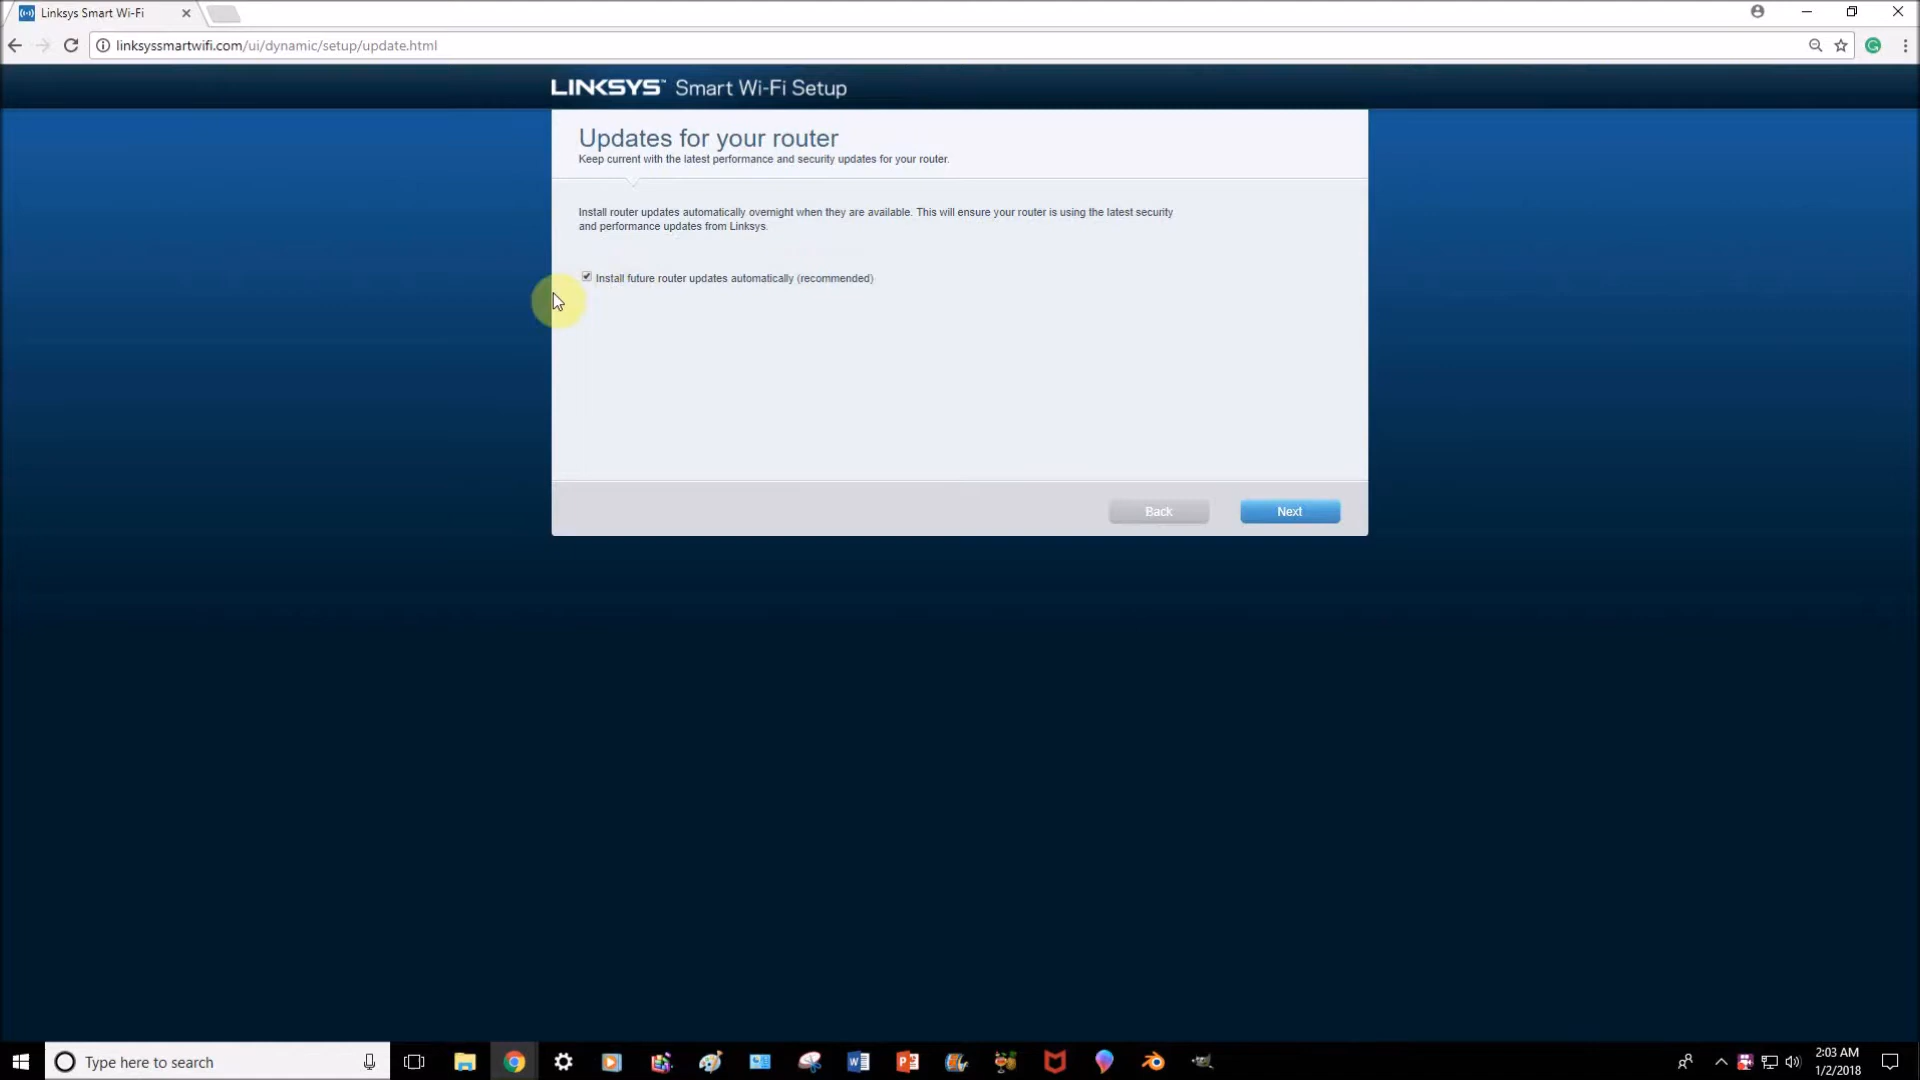 Linksys Smart Wi-Fi
linksyssmartwifi.com/ui/dynamic/setup/update.html
LINKSYS™ Smart Wi-Fi Setup
Updates for your router
Keep current with the latest performance and security updates for your router.
Install router updates automatically overnight when they are available. This will ensure your router is using the latest security
and performance updates from Linksys.
Install future router updates automatically (recommended)
Back
Next
Type here to search
2:03 AM
1/2/2018